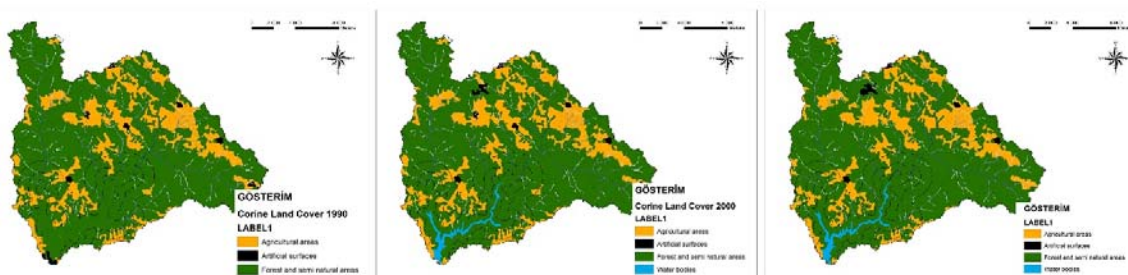 GÖSTERİM
Corine Land Cover 1990
LABEL1
Agricultural areas
Artificial surfaces
Forest and semi natural areas
GÖSTERİM
Corine Land Cover 2000
LABEL1
Agricultural areas
Artificial surfaces
Forest and semi natural areas
Water bodies
GÖSTERİM
LABEL1
Agricultural areas
Artificial surfaces
Forest and semi natural areas
Water bodies